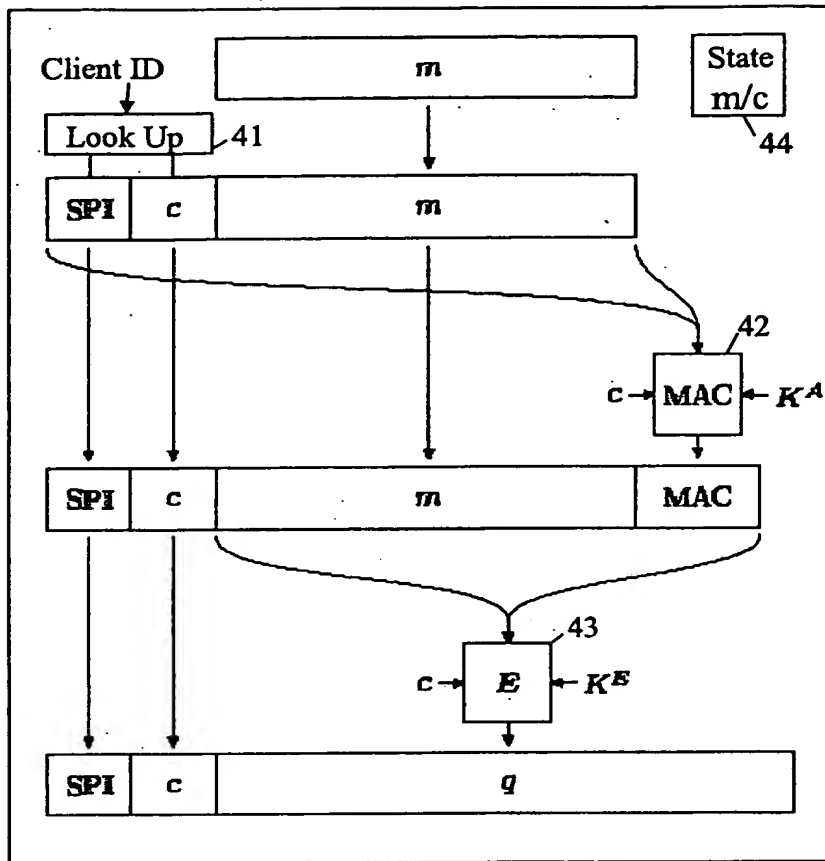 m
State
m/c
44
Client ID
Look Up
41
SPI c m
42
c MAC K^A
SPI c m MAC
43
c E K^E
SPI c q